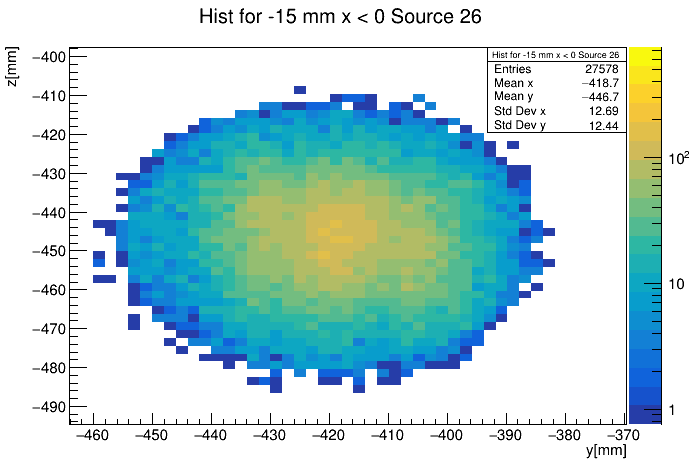 Hist for -15 mm x < 0 Source 26
z[mm]
Hist for -15 mm x < 0 Source 26
Entries 27578
Mean x −418.7
Mean y −446.7
Std Dev x 12.69
Std Dev y 12.44
−400
−410
−420
−430
−440
−450
−460
−470
−480
−490
10²
10
1
−460 −450 −440 −430 −420 −410 −400 −390 −380 −370
y[mm]